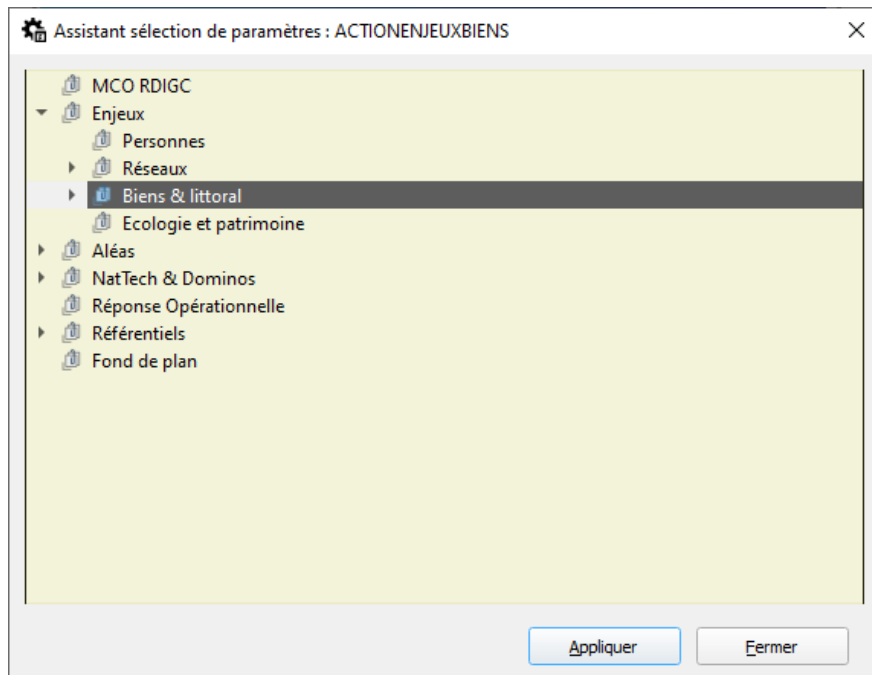 Assistant sélection de paramètres : ACTIONENJEUXBIENS
MCO RDIGC
Enjeux
Personnes
Réseaux
Biens & littoral
Ecologie et patrimoine
Aléas
NatTech & Dominos
Réponse Opérationnelle
Référentiels
Fond de plan
Appliquer
Fermer